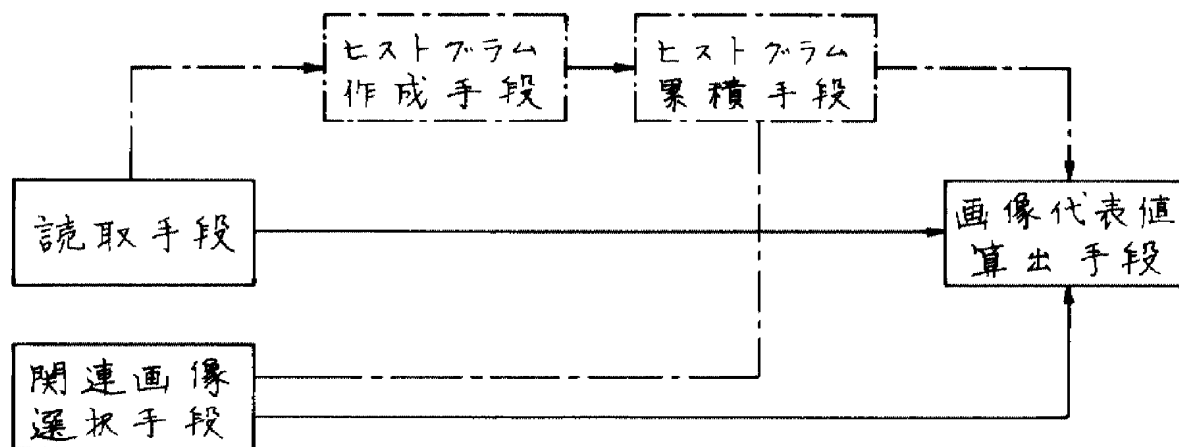 ヒストグラム
作成手段
ヒストグラム
累積手段
読取手段
画像代表値
算出手段
関連画像
選択手段